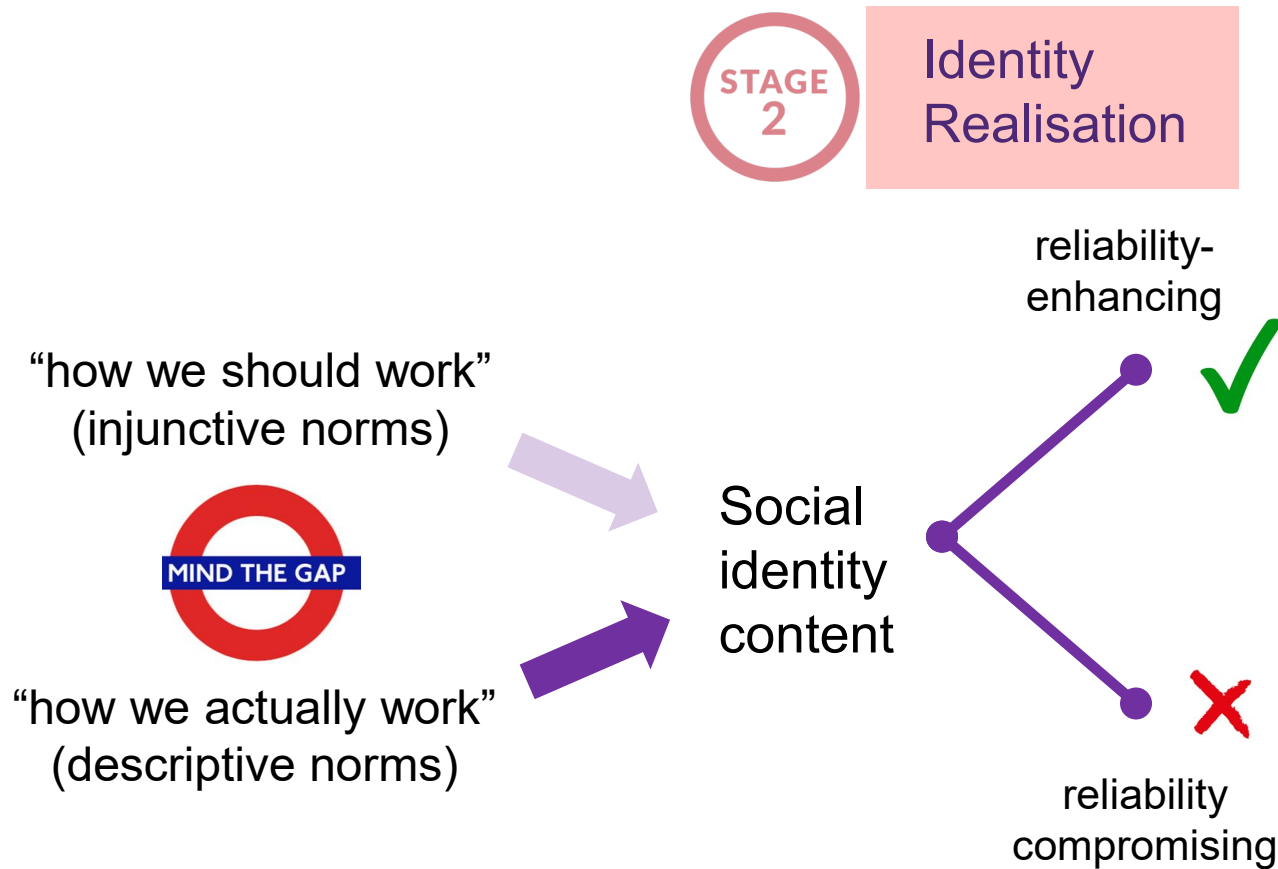 STAGE
2
Identity
Realisation
reliability-
enhancing
“how we should work”
(injunctive norms)
MIND THE GAP
Social
identity
content
“how we actually work”
(descriptive norms)
reliability
compromising